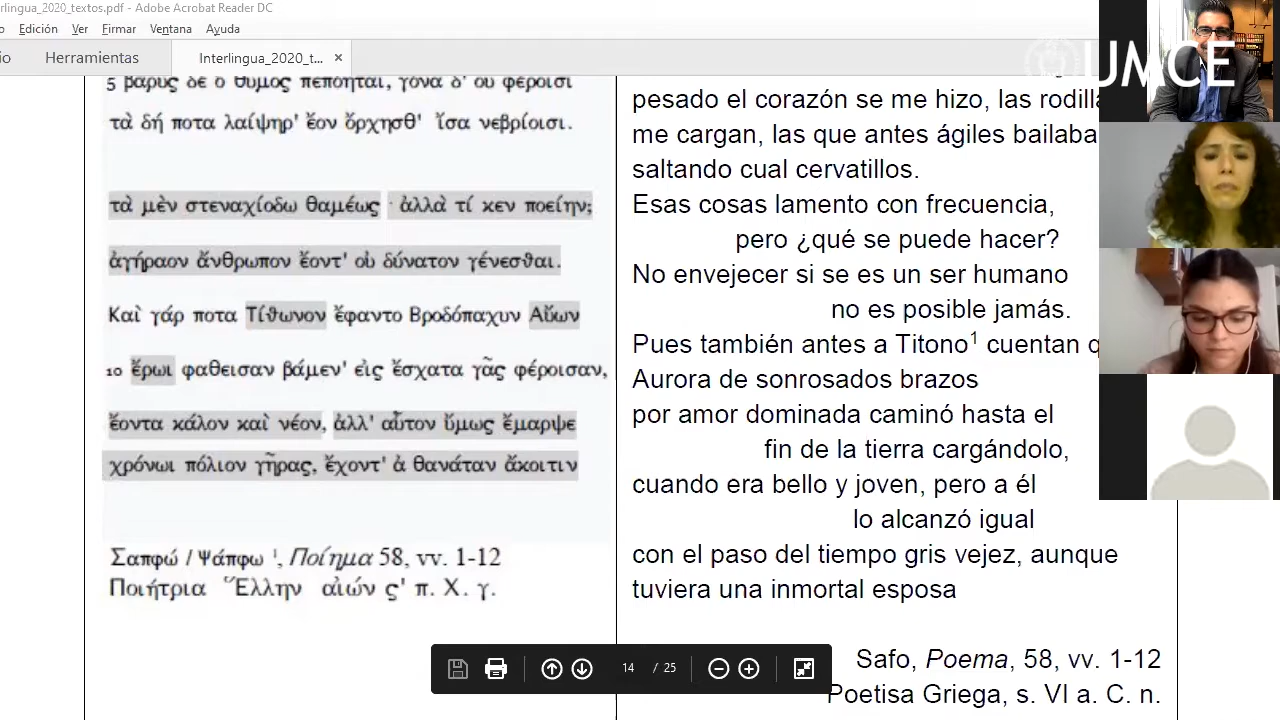 rlingua_2020_textos.pdf - Adobe Acrobat Reader DC
Edición Ver Firmar Ventana Ayuda
io Herramientas Interlingua_2020_t... ×
UMCE
5 βαρὺς δέ ὁ θῦμος πεπόηται, γόνα δ' οὐ φέροισι
τὰ δή ποτα λαίψηρ' ἔον ὄρχησθ' ἴσα νεβρίοισι.
τὰ μὲν στεναχίοδω θαμέως · ἀλλὰ τί κεν ποείην;
ἀγήραον ἄνθρωπον ἔοντ' οὐ δύνατον γένεσθαι.
Καὶ γάρ ποτα Τίθωνον ἔφαντο Βροδόπαχυν Αὔων
10 ἔρωι φαθεισαν βάμεν' εἰς ἔσχατα γᾶς φέροισαν,
ἔοντα κάλον καὶ νέον, ἀλλ' αὖτον ὔμως ἔμαρψε
χρόνωι πόλιον γῆρας, ἔχοντ' ἀ θανάταν ἄκοιτιν
Σαπφώ / Ψάπφω ¹, Ποίημα 58, vv. 1-12
Ποιήτρια Ἕλλην αἰών ς' π. Χ. γ.
pesado el corazón se me hizo, las rodilla
me cargan, las que antes ágiles bailaba
saltando cual cervatillos.
Esas cosas lamento con frecuencia,
pero ¿qué se puede hacer?
No envejecer si se es un ser humano
no es posible jamás.
Pues también antes a Titono¹ cuentan q
Aurora de sonrosados brazos
por amor dominada caminó hasta el
fin de la tierra cargándolo,
cuando era bello y joven, pero a él
lo alcanzó igual
con el paso del tiempo gris vejez, aunque
tuviera una inmortal esposa
Safo, Poema, 58, vv. 1-12
Poetisa Griega, s. VI a. C. n.
14 / 25